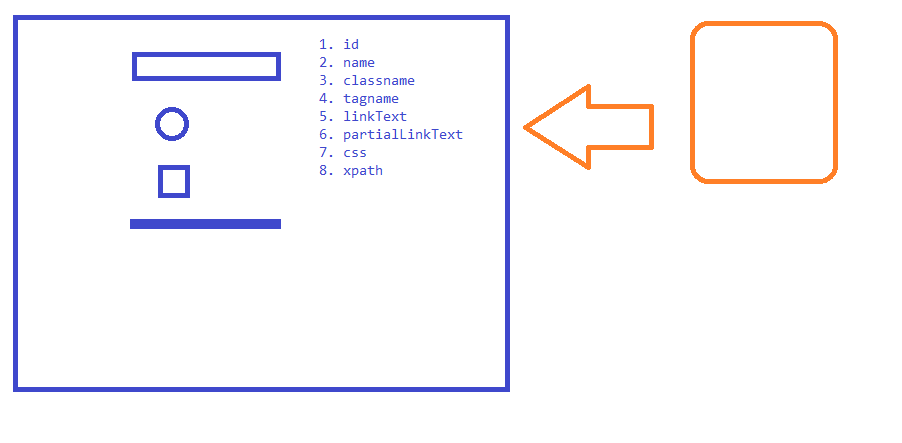 1. id
2. name
3. classname
4. tagname
5. linkText
6. partialLinkText
7. css
8. xpath